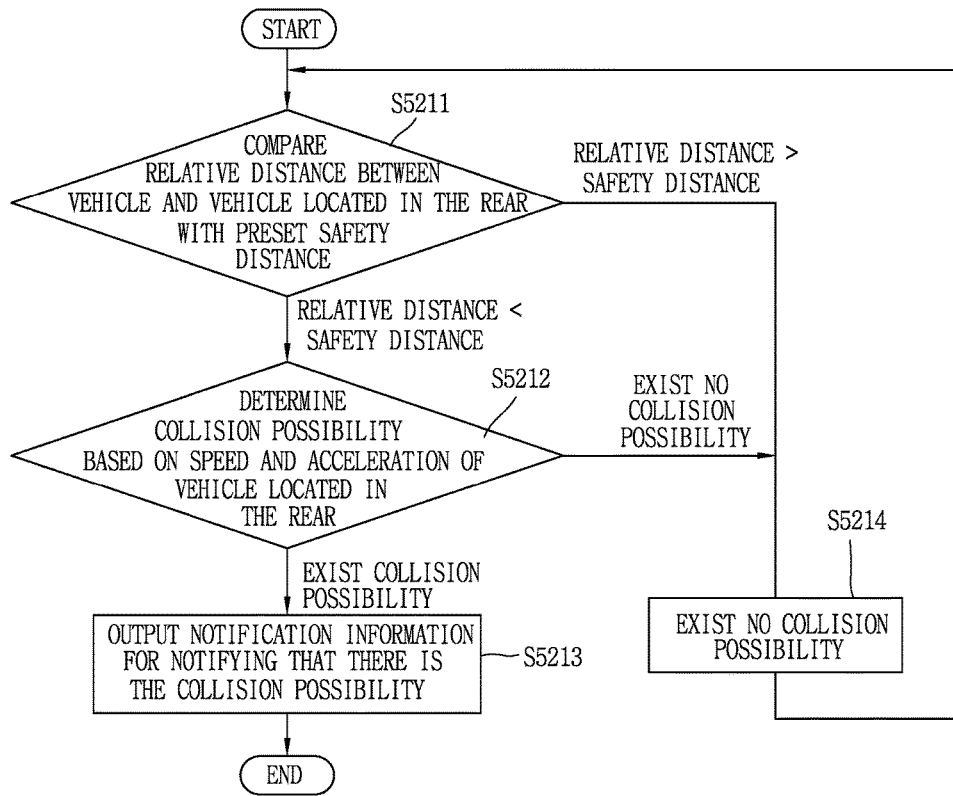 START
S5211
COMPARE
RELATIVE DISTANCE BETWEEN
VEHICLE AND VEHICLE LOCATED IN THE REAR
WITH PRESET SAFETY
DISTANCE
RELATIVE DISTANCE >
SAFETY DISTANCE
RELATIVE DISTANCE <
SAFETY DISTANCE
S5212
DETERMINE
COLLISION POSSIBILITY
BASED ON SPEED AND ACCELERATION OF
VEHICLE LOCATED IN
THE REAR
EXIST NO
COLLISION
POSSIBILITY
EXIST COLLISION
POSSIBILITY
S5214
EXIST NO COLLISION
POSSIBILITY
OUTPUT NOTIFICATION INFORMATION
FOR NOTIFYING THAT THERE IS
THE COLLISION POSSIBILITY
S5213
END